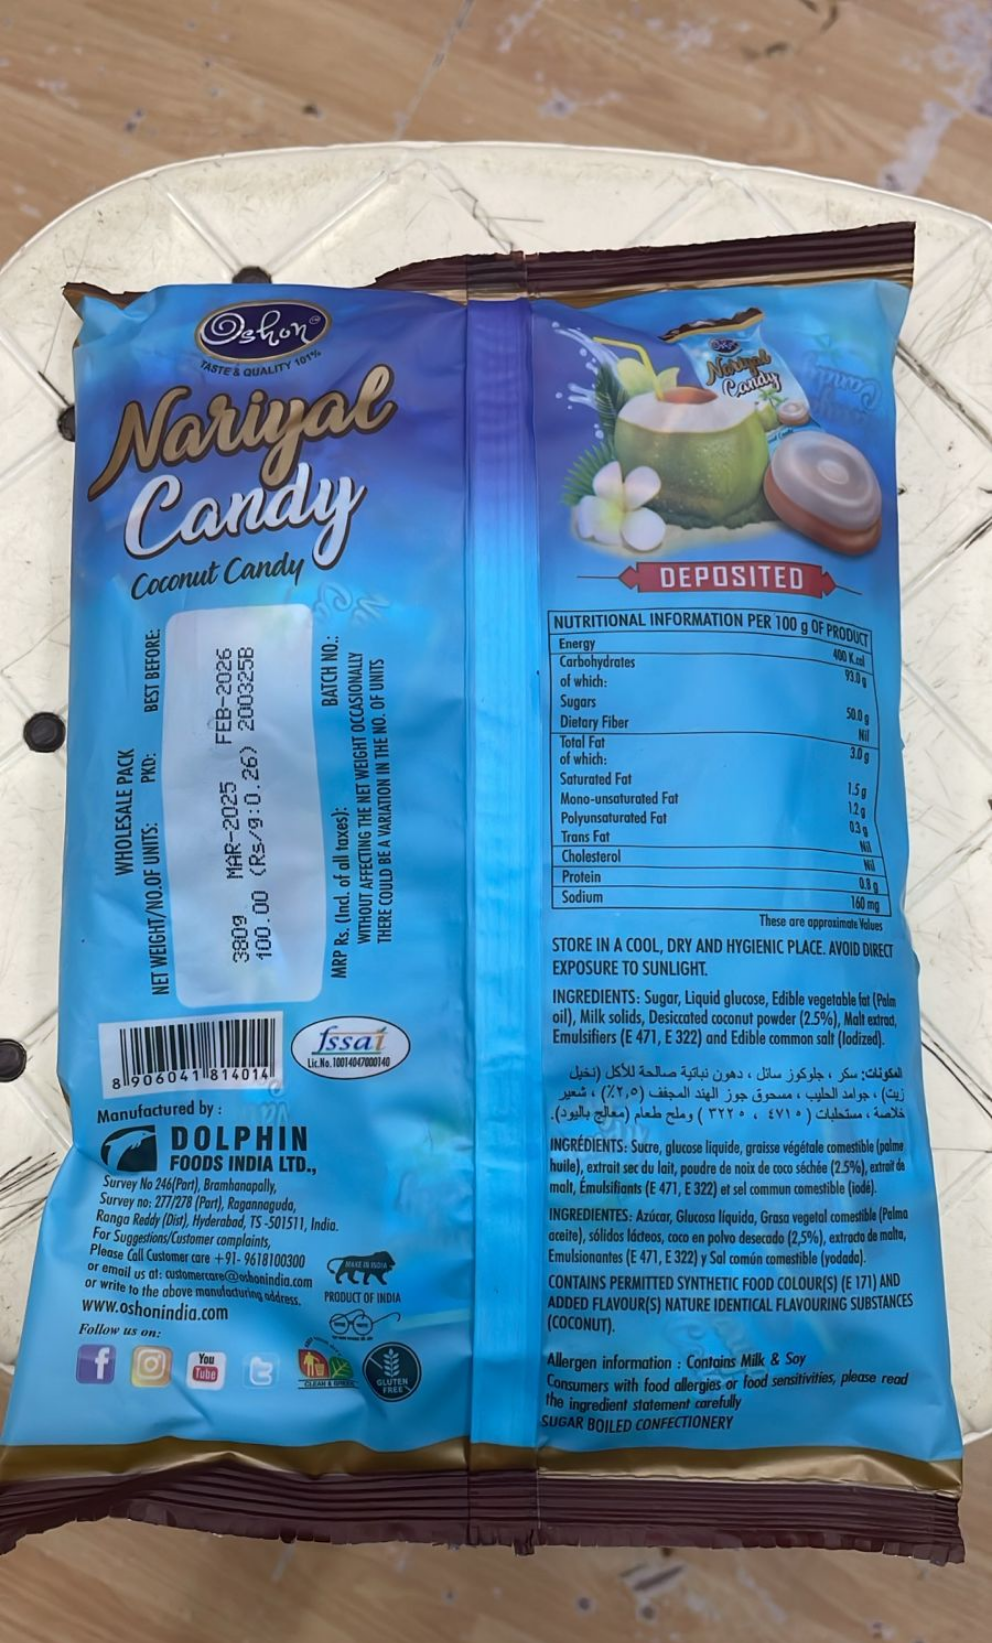 Oshon
TASTE & QUALITY 101%
Nariyal
Candy
Coconut Candy
WHOLESALE PACK
NET WEIGHT/NO.OF UNITS: PKD: BEST BEFORE:
380g MAR-2025 FEB-2026
100.00 (Rs/g:0.26) 200325B
MRP Rs. (Incl. of all taxes): BATCH NO.:
WITHOUT AFFECTING THE NET WEIGHT OCCASIONALLY
THERE COULD BE A VARIATION IN THE NO. OF UNITS
8 906041 814014
fssai
Lic.No. 10014047000140
Manufactured by :
DOLPHIN
FOODS INDIA LTD.,
Survey No 246(Part), Bramhanapally,
Survey no: 277/278 (Part), Ragannaguda,
Ranga Reddy (Dist), Hyderabad, TS -501511, India.
For Suggestions/Customer complaints,
Please Call Customer care +91- 9618100300
or email us at: customercare@oshonindia.com
or write to the above manufacturing address.
www.oshonindia.com
MAKE IN INDIA
PRODUCT OF INDIA
Follow us on:
You
Tube
CLEAN & GREEN
GLUTEN
FREE
Nariyal
Candy
DEPOSITED
NUTRITIONAL INFORMATION PER 100 g OF PRODUCT
Energy 400 K.cal
Carbohydrates 93.0 g
of which:
Sugars 50.0 g
Dietary Fiber Nil
Total Fat 3.0 g
of which:
Saturated Fat 1.5 g
Mono-unsaturated Fat 1.2 g
Polyunsaturated Fat 0.3 g
Trans Fat Nil
Cholesterol Nil
Protein 0.8 g
Sodium 160 mg
These are approximate Values
STORE IN A COOL, DRY AND HYGIENIC PLACE. AVOID DIRECT
EXPOSURE TO SUNLIGHT.
INGREDIENTS: Sugar, Liquid glucose, Edible vegetable fat (Palm
oil), Milk solids, Desiccated coconut powder (2.5%), Malt extract,
Emulsifiers (E 471, E 322) and Edible common salt (Iodized).
المكونات: سكر ، جلوكوز سائل ، دهون نباتية صالحة للأكل (نخيل
زيت) ، جوامد الحليب ، مسحوق جوز الهند المجفف (٢,٥٪) ، شعير
خلاصة ، مستحلبات (٤٧١٥ ، ٣٢٢٥) وملح طعام (معالج باليود).
INGRÉDIENTS: Sucre, glucose liquide, graisse végétale comestible (palme
huile), extrait sec du lait, poudre de noix de coco séchée (2.5%), extrait de
malt, Émulsifiants (E 471, E 322) et sel commun comestible (iodé).
INGREDIENTES: Azúcar, Glucosa líquida, Grasa vegetal comestible (Palma
aceite), sólidos lácteos, coco en polvo desecado (2,5%), extracto de malta,
Emulsionantes (E 471, E 322) y Sal común comestible (yodada).
CONTAINS PERMITTED SYNTHETIC FOOD COLOUR(S) (E 171) AND
ADDED FLAVOUR(S) NATURE IDENTICAL FLAVOURING SUBSTANCES
(COCONUT).
Allergen information : Contains Milk & Soy
Consumers with food allergies or food sensitivities, please read
the ingredient statement carefully
SUGAR BOILED CONFECTIONERY